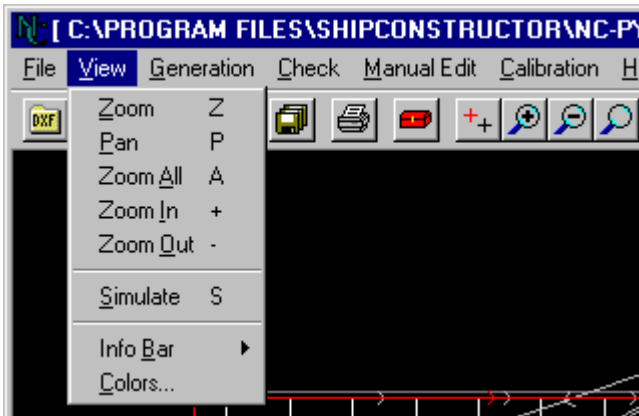 [ C:\PROGRAM FILES\SHIPCONSTRUCTOR\NC-PY
File View Generation Check Manual Edit Calibration H
DXF
Zoom Z
Pan P
Zoom All A
Zoom In +
Zoom Out -
Simulate S
Info Bar
Colors...